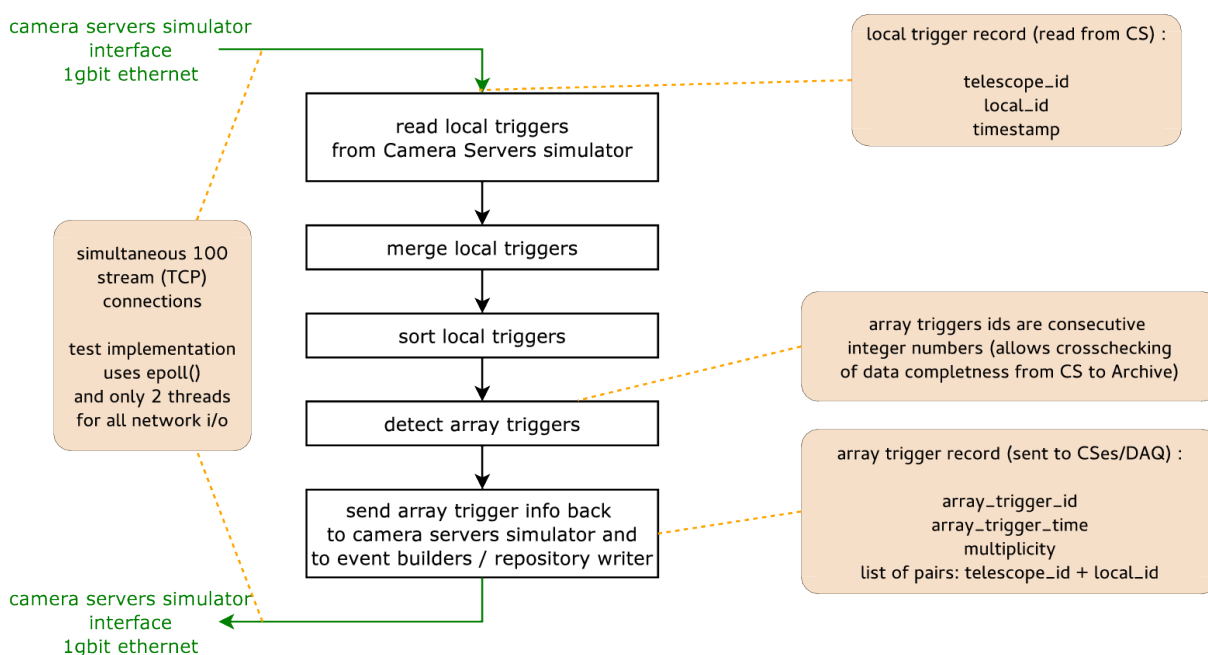 camera servers simulator
interface
1gbit ethernet
local trigger record (read from CS) :
telescope_id
local_id
timestamp
read local triggers
from Camera Servers simulator
merge local triggers
simultaneous 100
stream (TCP)
connections
test implementation
uses epoll()
and only 2 threads
for all network i/o
sort local triggers
array triggers ids are consecutive
integer numbers (allows crosschecking
of data completness from CS to Archive)
detect array triggers
array trigger record (sent to CSes/DAQ) :
array_trigger_id
array_trigger_time
multiplicity
list of pairs: telescope_id + local_id
send array trigger info back
to camera servers simulator and
to event builders / repository writer
camera servers simulator
interface
1gbit ethernet